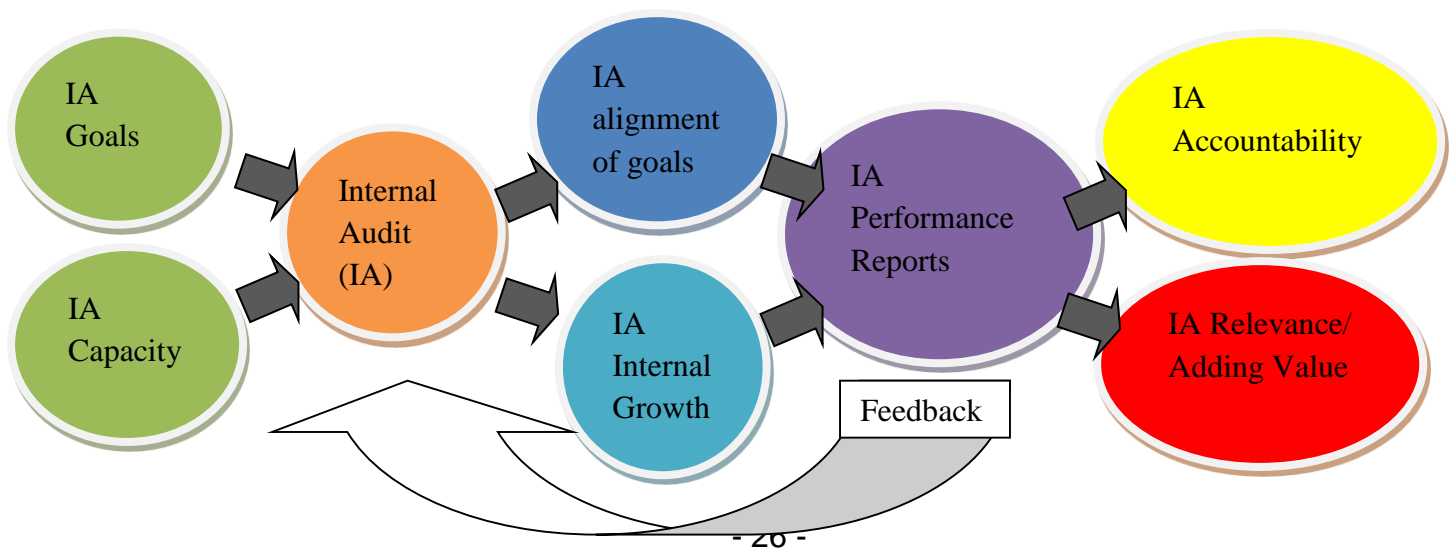 IA
Goals
IA
Capacity
Internal
Audit
(IA)
IA
alignment
of goals
IA
Internal
Growth
IA
Performance
Reports
IA
Accountability
IA Relevance/
Adding Value
Feedback
- 26 -